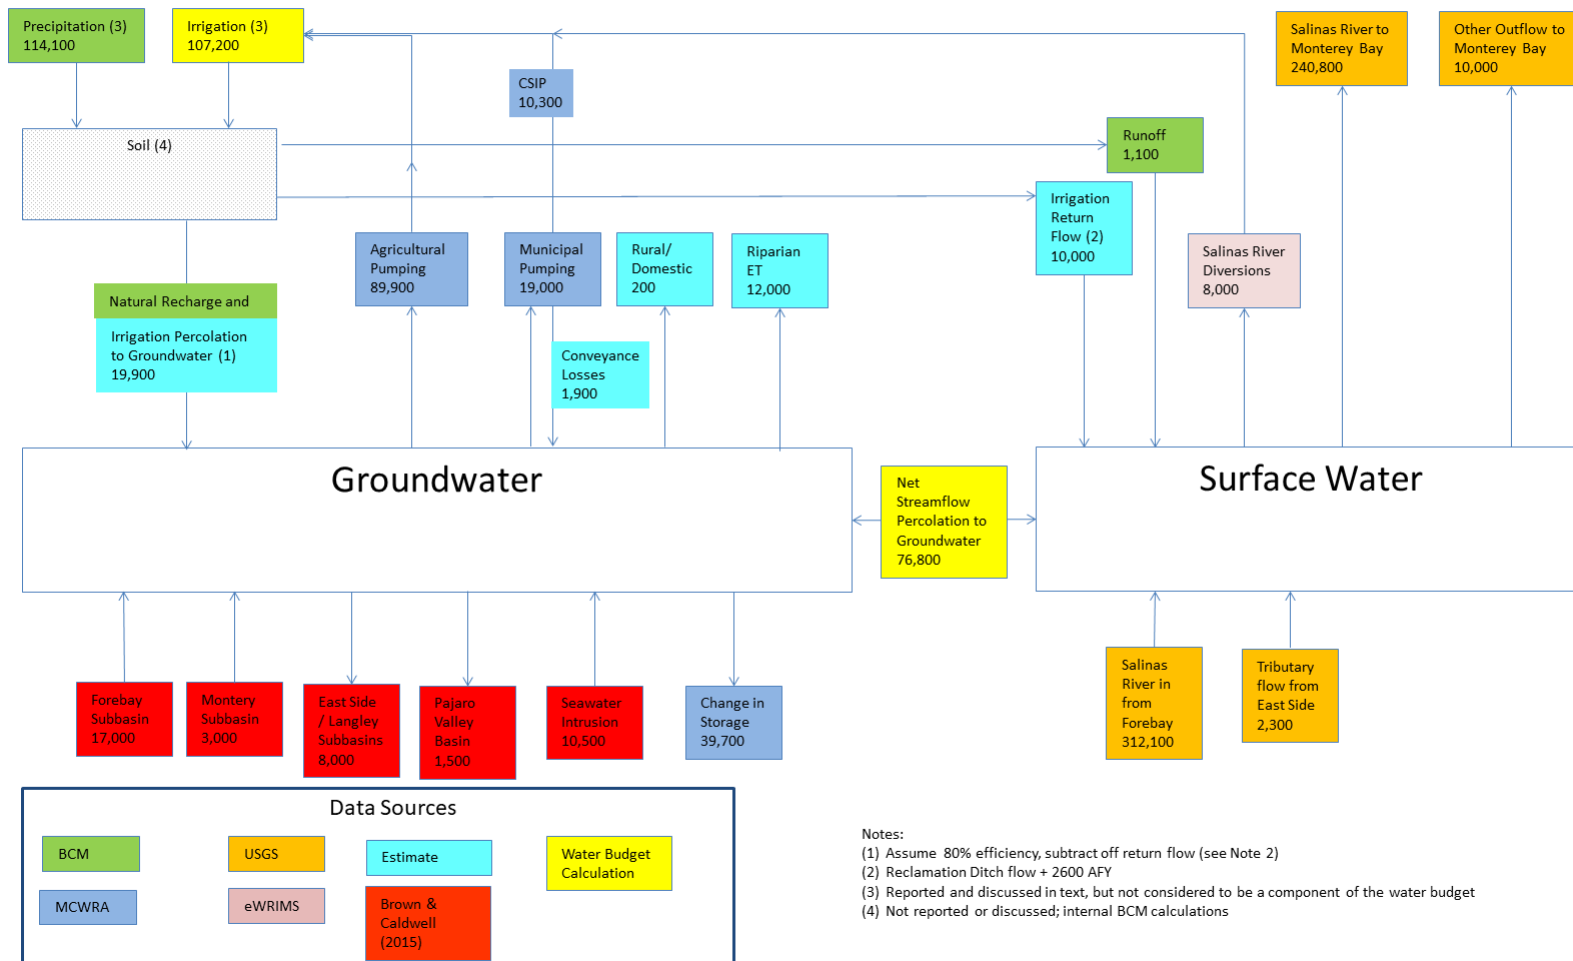 Precipitation (3)
114,100
Irrigation (3)
107,200
Salinas River to
Monterey Bay
240,800
Other Outflow to
Monterey Bay
10,000
CSIP
10,300
Soil (4)
Runoff
1,100
Irrigation
Return
Flow (2)
10,000
Agricultural
Pumping
89,900
Municipal
Pumping
19,000
Rural/
Domestic
200
Riparian
ET
12,000
Salinas River
Diversions
8,000
Natural Recharge and
Irrigation Percolation
to Groundwater (1)
19,900
Conveyance
Losses
1,900
Groundwater
Net
Streamflow
Percolation to
Groundwater
76,800
Surface Water
Forebay
Subbasin
17,000
Montery
Subbasin
3,000
East Side
/ Langley
Subbasins
8,000
Pajaro
Valley
Basin
1,500
Seawater
Intrusion
10,500
Change in
Storage
39,700
Salinas
River in
from
Forebay
312,100
Tributary
flow from
East Side
2,300
Data Sources
BCM
USGS
Estimate
Water Budget
Calculation
MCWRA
eWRIMS
Brown &
Caldwell
(2015)
Notes:
(1) Assume 80% efficiency, subtract off return flow (see Note 2)
(2) Reclamation Ditch flow + 2600 AFY
(3) Reported and discussed in text, but not considered to be a component of the water budget
(4) Not reported or discussed; internal BCM calculations